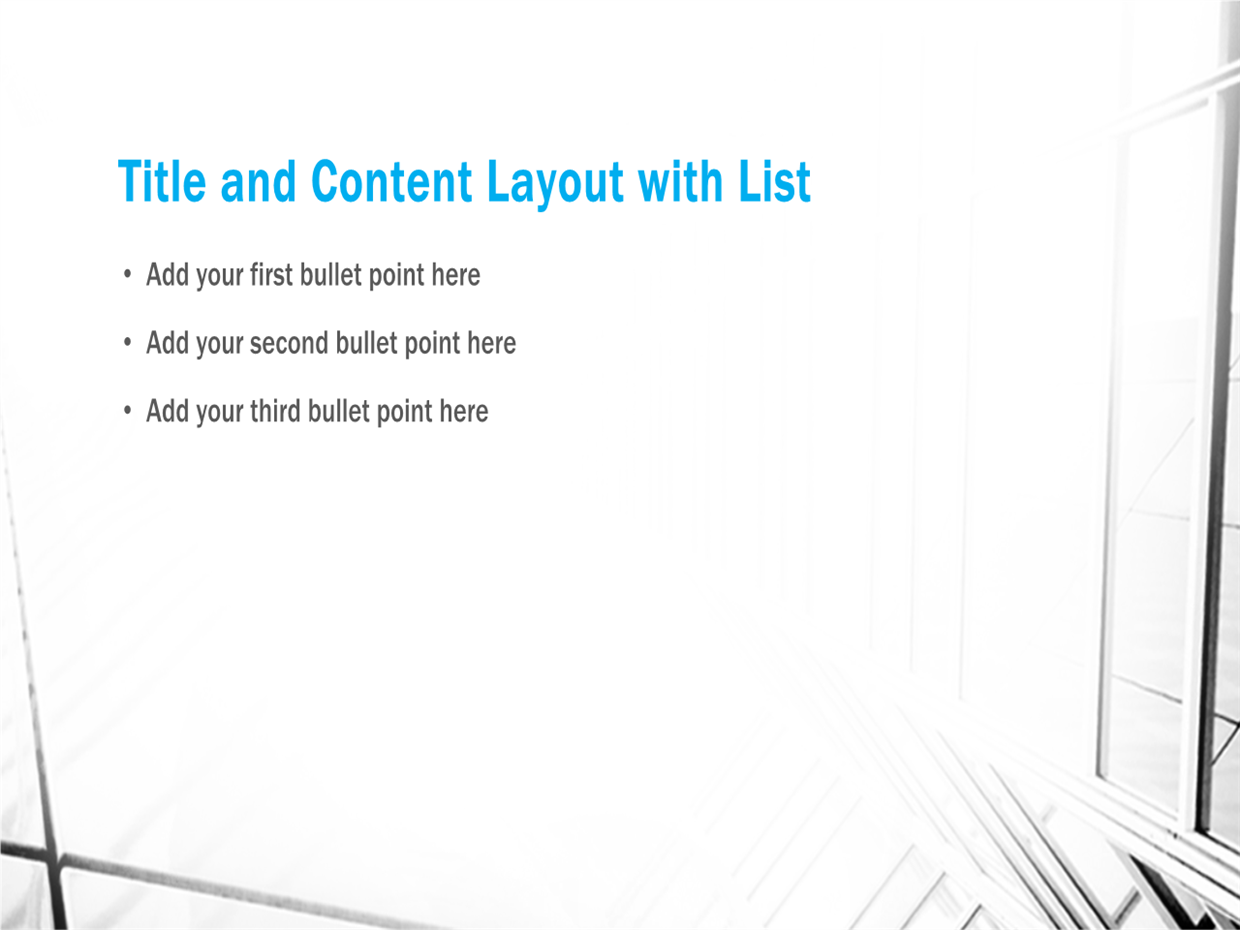 Title and Content Layout with List
• Add your first bullet point here
• Add your second bullet point here
• Add your third bullet point here